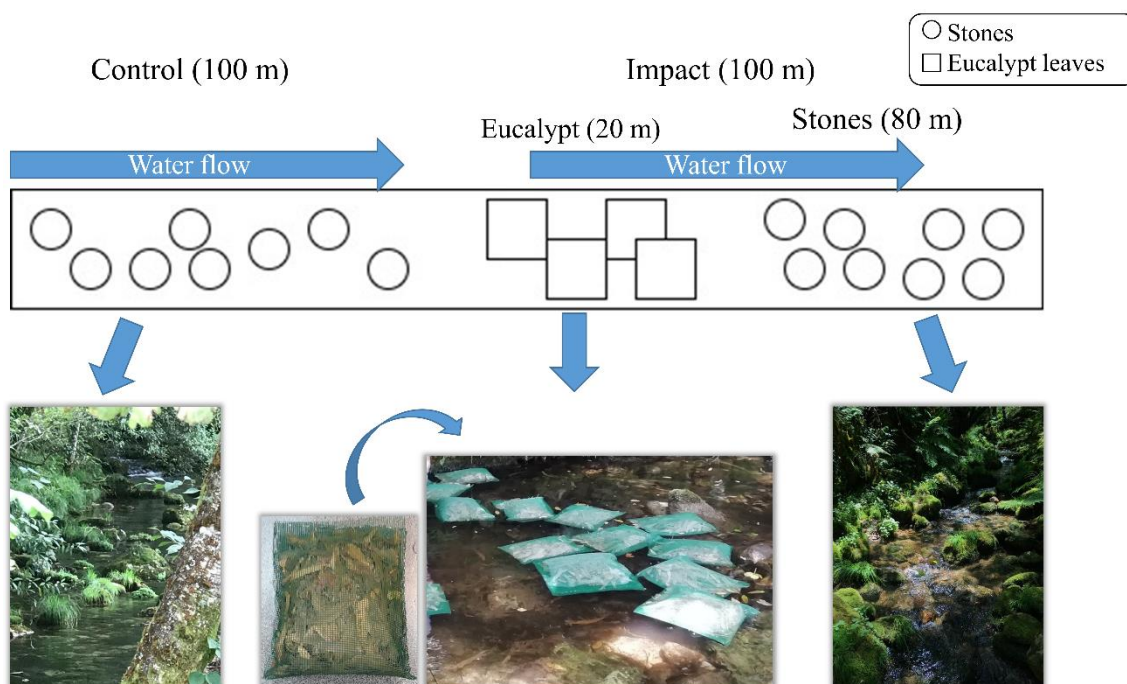 Stones
Eucalypt leaves
Control (100 m)
Impact (100 m)
Eucalypt (20 m)
Stones (80 m)
Water flow
Water flow